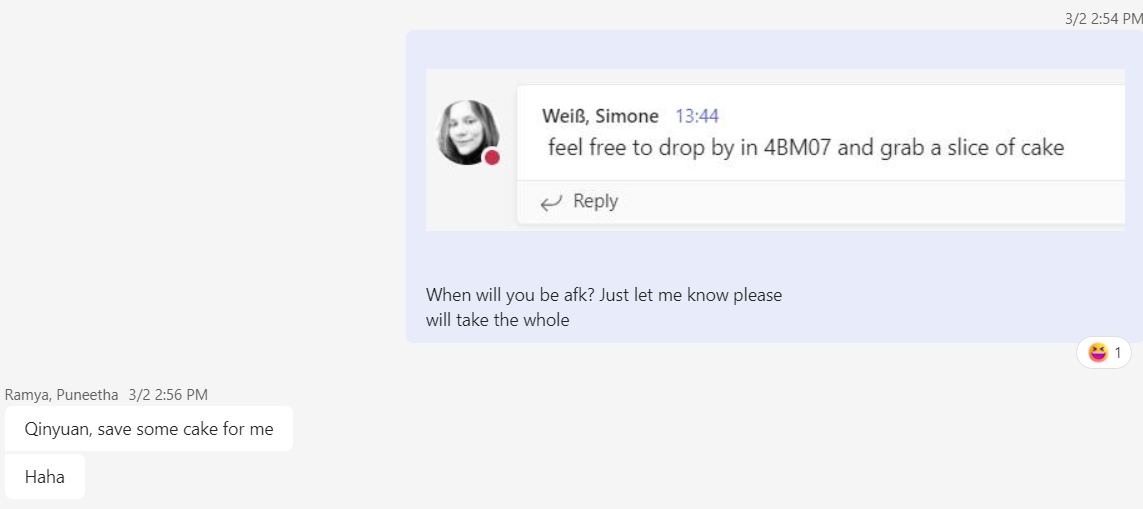 3/2 2:54 PM
Weiß, Simone 13:44
feel free to drop by in 4BM07 and grab a slice of cake
Reply
When will you be afk? Just let me know please
will take the whole
😆 1
Ramya, Puneetha 3/2 2:56 PM
Qinyuan, save some cake for me
Haha